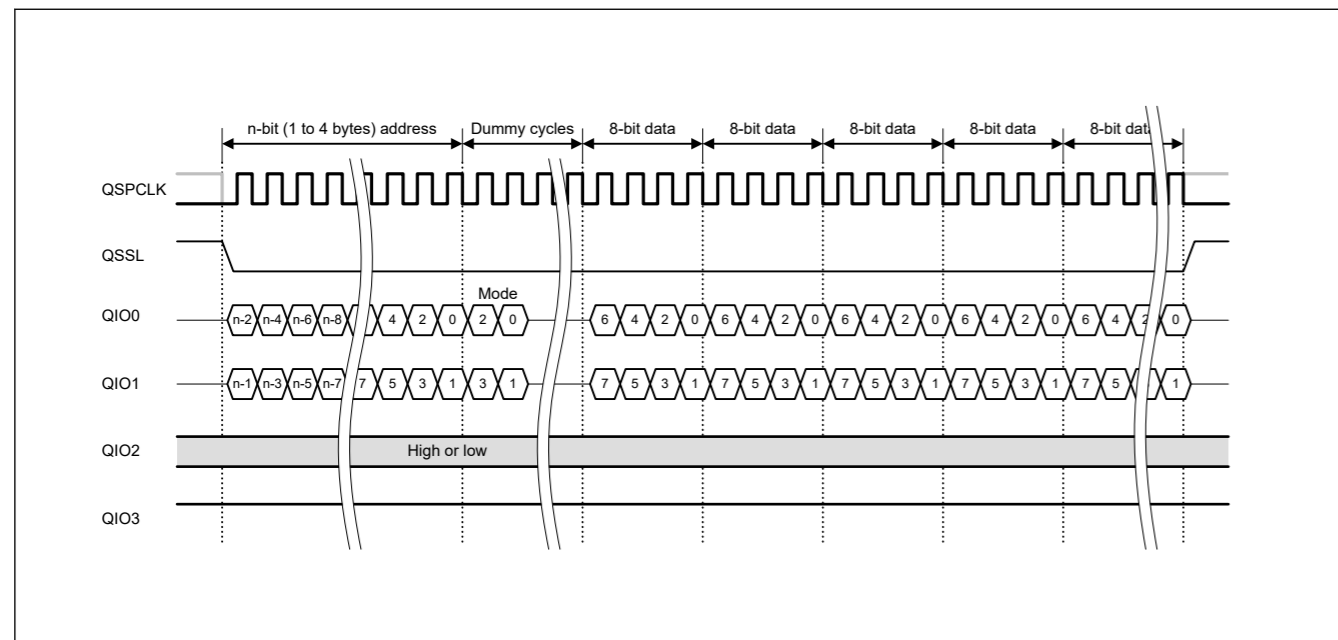 n-bit (1 to 4 bytes) address Dummy cycles 8-bit data 8-bit data 8-bit data 8-bit data 8-bit data
QSPCLK
QSSL
Mode
QIO0 n-2 n-4 n-6 n-8 4 2 0 2 0 6 4 2 0 6 4 2 0 6 4 2 0 6 4 2 0 6 4 2 0
QIO1 n-1 n-3 n-5 n-7 7 5 3 1 3 1 7 5 3 1 7 5 3 1 7 5 3 1 7 5 3 1 7 5 1
QIO2 High or low
QIO3